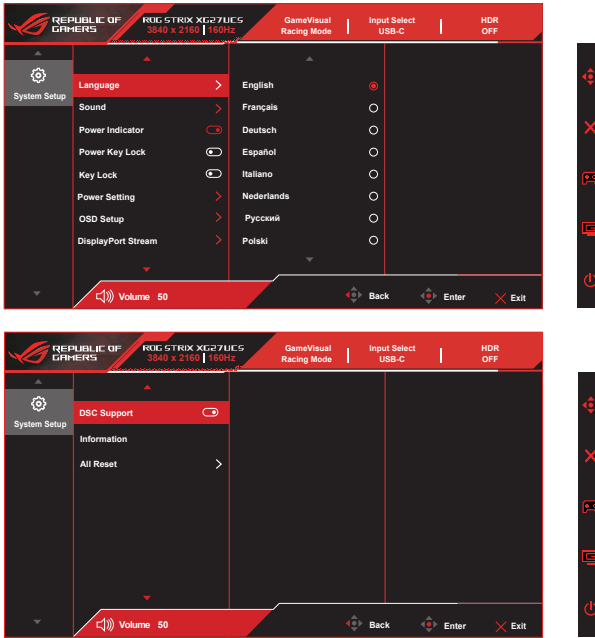 REPUBLIC OF GAMERS
ROG STRIX XG27UCS
3840 x 2160 160Hz
GameVisual
Racing Mode
Input Select
USB-C
HDR
OFF
System Setup
Language
Sound
Power Indicator
Power Key Lock
Key Lock
Power Setting
OSD Setup
DisplayPort Stream
English
Français
Deutsch
Español
Italiano
Nederlands
Русский
Polski
Volume 50
Back
Enter
Exit
REPUBLIC OF GAMERS
ROG STRIX XG27UCS
3840 x 2160 160Hz
GameVisual
Racing Mode
Input Select
USB-C
HDR
OFF
System Setup
DSC Support
Information
All Reset
Volume 50
Back
Enter
Exit